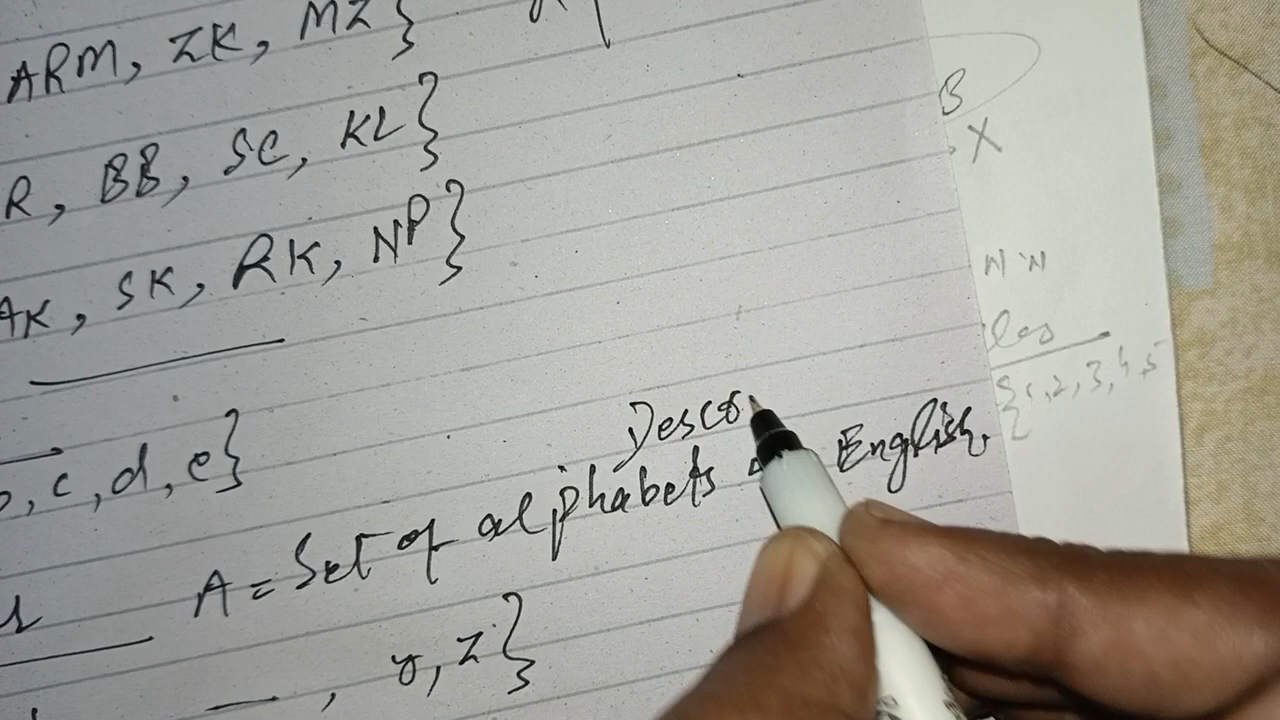 ARM, ZK, MZ}
R, BB, SC, KL}
AK, SK, RK, NP}
c, d, e}
Desco
A = Set of alphabets English.
, y, z}
B
X
{1, 2, 3, 4, 5